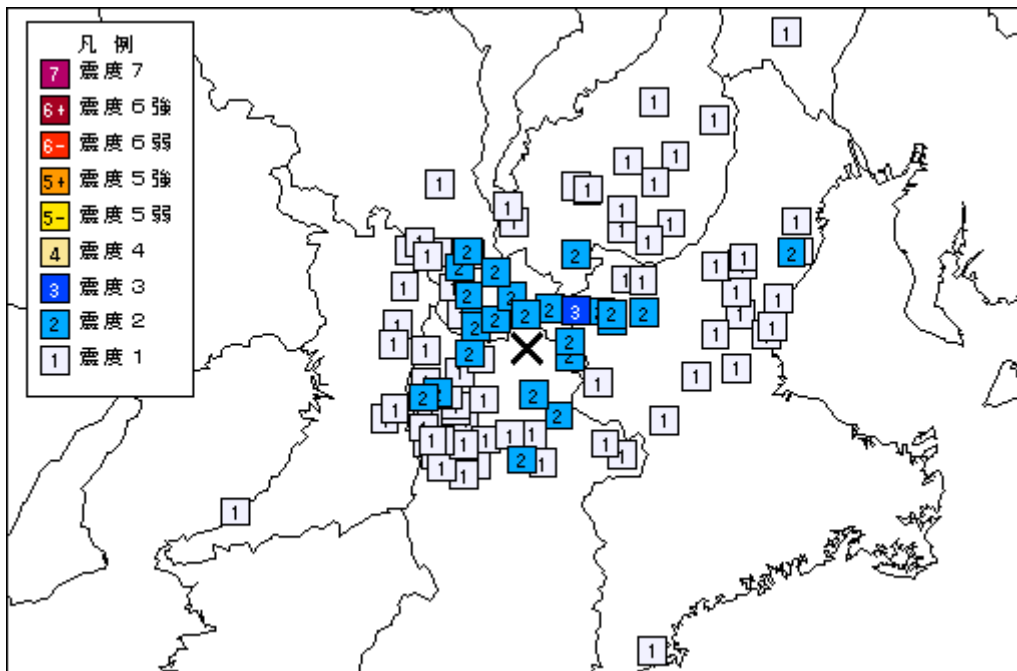 凡例
7 震度7
6+ 震度6強
6- 震度6弱
5+ 震度5強
5- 震度5弱
4 震度4
3 震度3
2 震度2
1 震度1